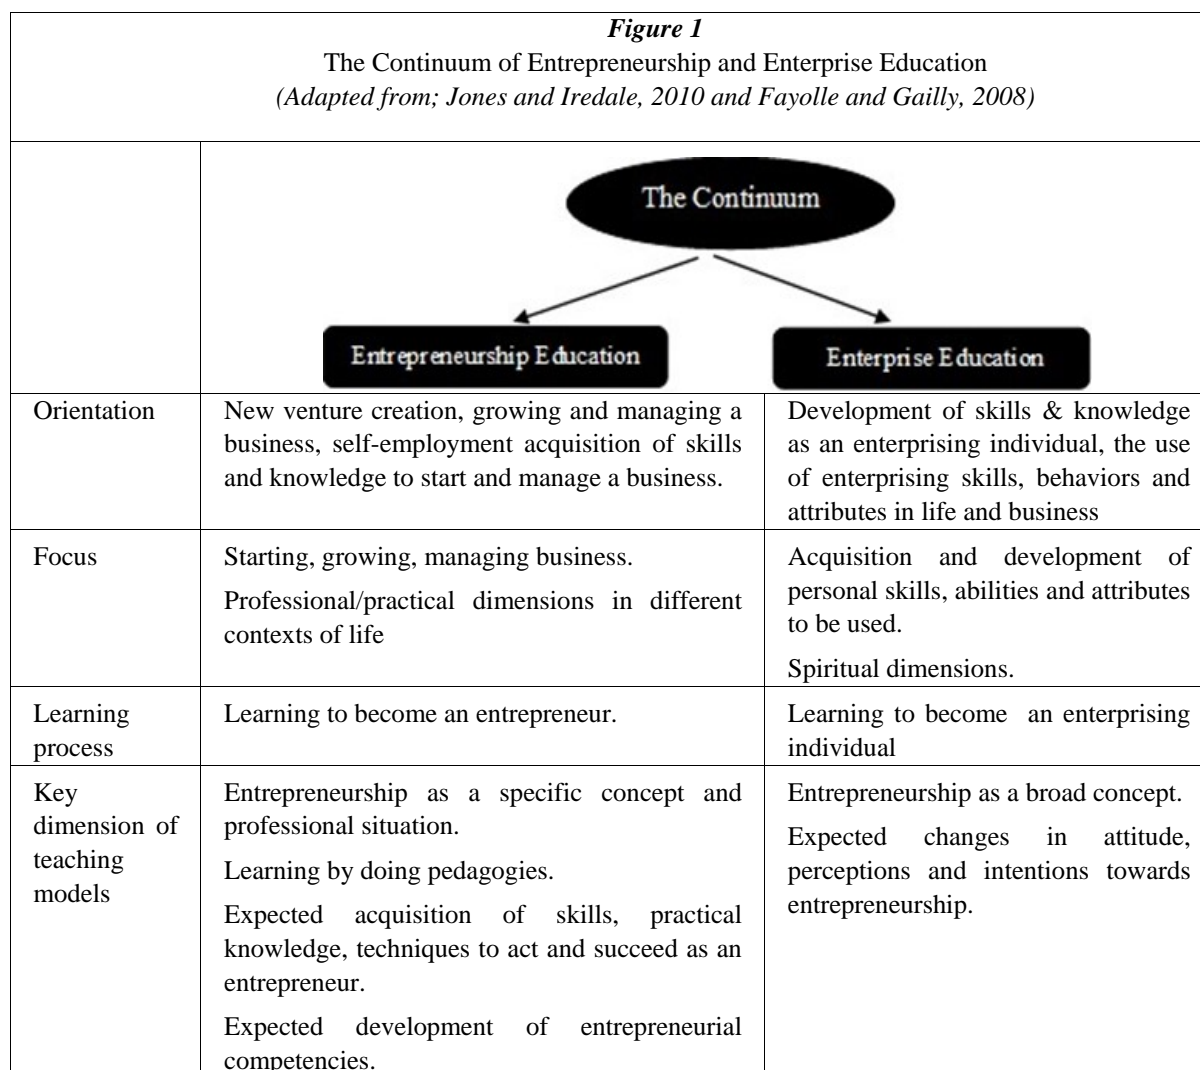 Figure 1
The Continuum of Entrepreneurship and Enterprise Education
(Adapted from; Jones and Iredale, 2010 and Fayolle and Gailly, 2008)
The Continuum
Entrepreneurship Education
Enterprise Education
Orientation
New venture creation, growing and managing a
business, self-employment acquisition of skills
and knowledge to start and manage a business.
Development of skills & knowledge
as an enterprising individual, the use
of enterprising skills, behaviors and
attributes in life and business
Focus
Starting, growing, managing business.
Professional/practical dimensions in different
contexts of life
Acquisition and development of
personal skills, abilities and attributes
to be used.
Spiritual dimensions.
Learning
process
Learning to become an entrepreneur.
Learning to become an enterprising
individual
Key
dimension of
teaching
models
Entrepreneurship as a specific concept and
professional situation.
Learning by doing pedagogies.
Expected acquisition of skills, practical
knowledge, techniques to act and succeed as an
entrepreneur.
Expected development of entrepreneurial
competencies.
Entrepreneurship as a broad concept.
Expected changes in attitude,
perceptions and intentions towards
entrepreneurship.